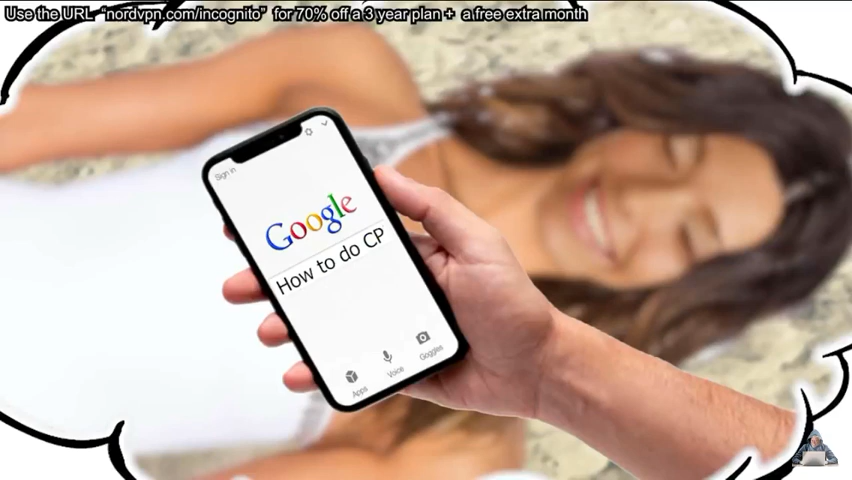 Use the URL "nordvpn.com/incognito" for 70% off a 3 year plan + a free extra month
Sign in
Google
How to do CP
Apps
Voice
Goggles